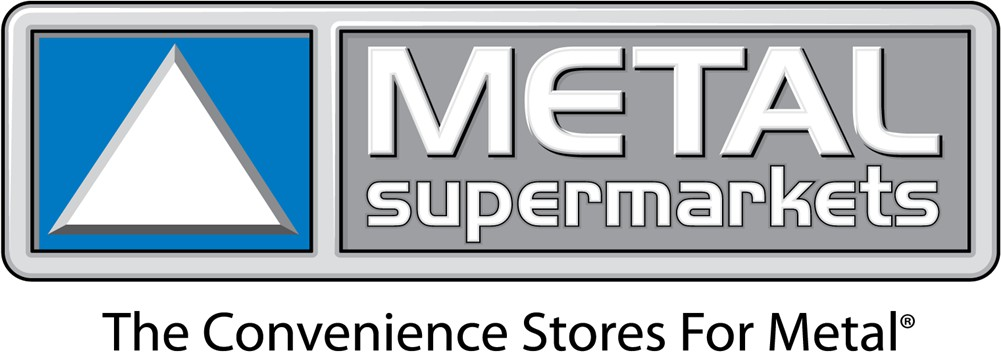 METAL
supermarkets
The Convenience Stores For Metal®